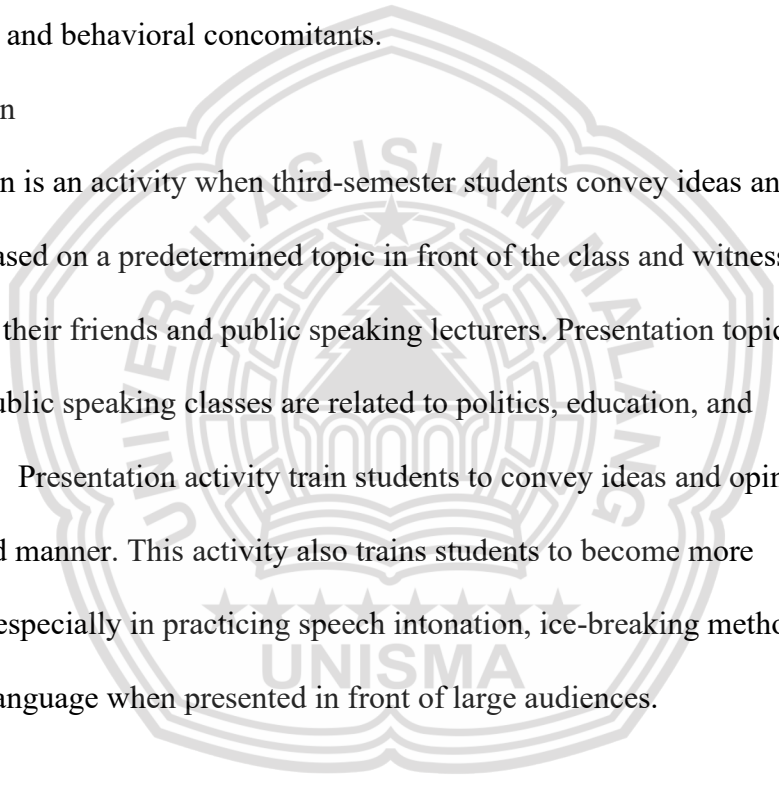 and behavioral concomitants.
n
n is an activity when third-semester students convey ideas an
ased on a predetermined topic in front of the class and witness
their friends and public speaking lecturers. Presentation topic
ublic speaking classes are related to politics, education, and
Presentation activity train students to convey ideas and opin
d manner. This activity also trains students to become more
especially in practicing speech intonation, ice-breaking metho
anguage when presented in front of large audiences.
UNIVERSITAS ISLAM MALANG
UNISMA